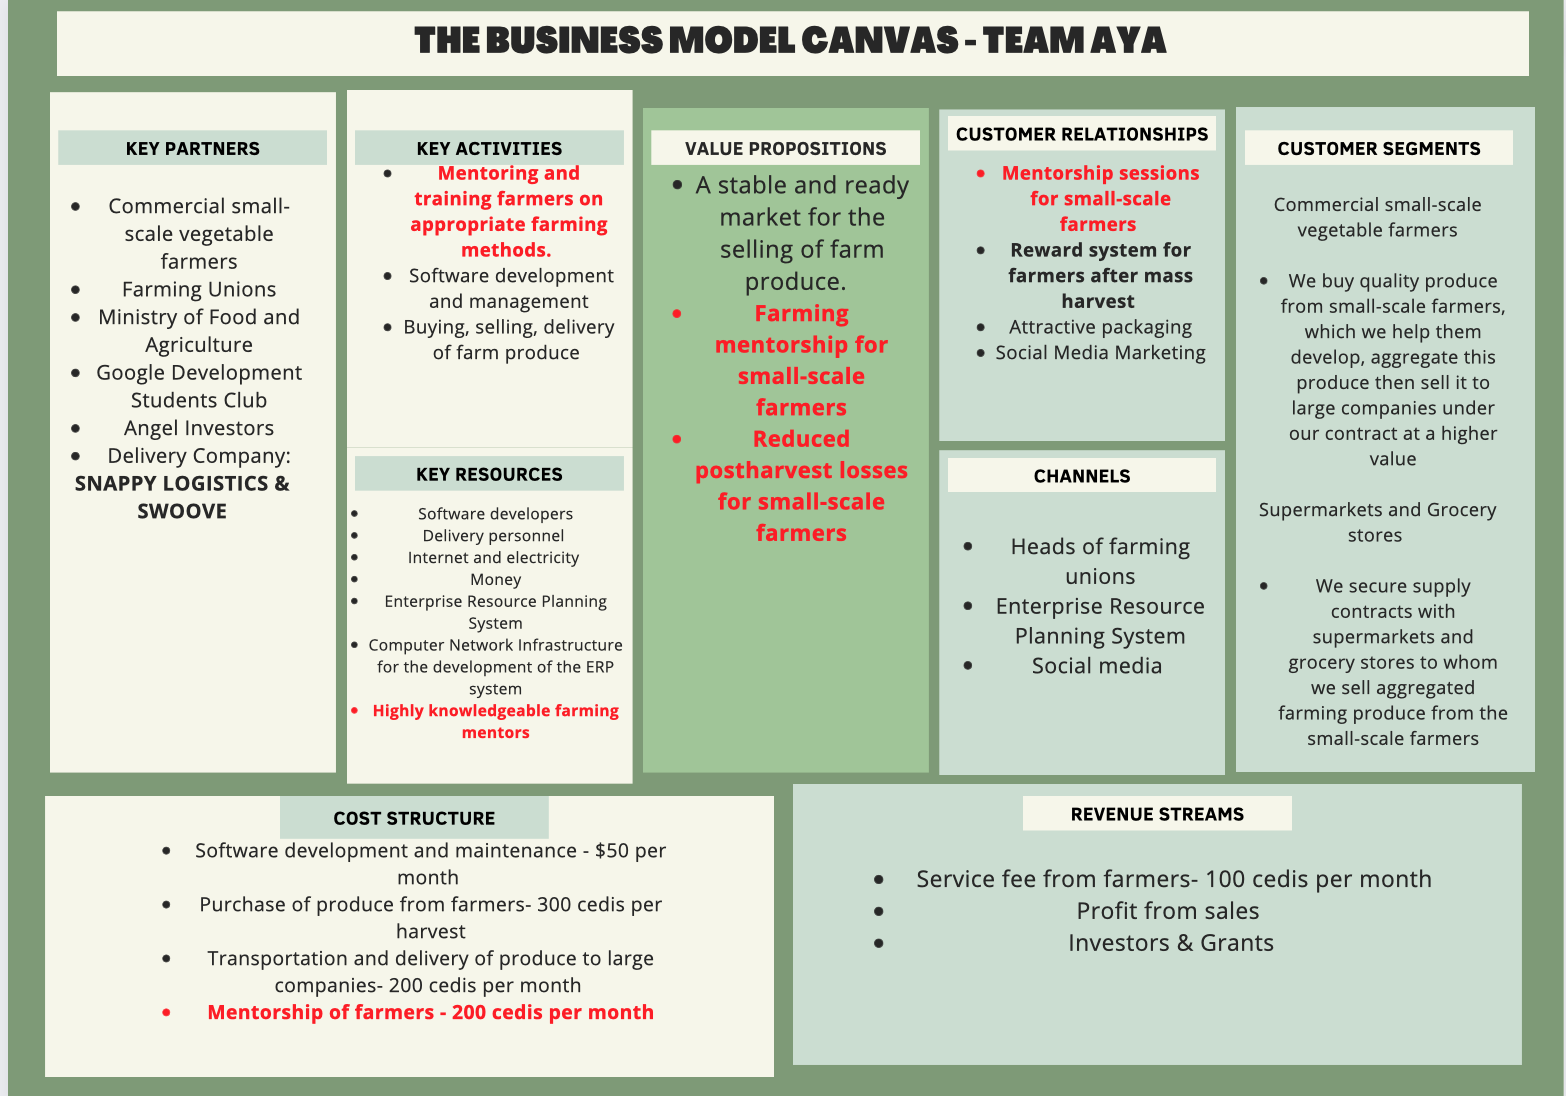 THE BUSINESS MODEL CANVAS - TEAM AYA
KEY PARTNERS
• Commercial small-
scale vegetable
farmers
• Farming Unions
• Ministry of Food and
Agriculture
• Google Development
Students Club
• Angel Investors
• Delivery Company:
SNAPPY LOGISTICS &
SWOOVE
KEY ACTIVITIES
• Mentoring and
training farmers on
appropriate farming
methods.
• Software development
and management
• Buying, selling, delivery
of farm produce
KEY RESOURCES
• Software developers
• Delivery personnel
• Internet and electricity
• Money
• Enterprise Resource Planning
System
• Computer Network Infrastructure
for the development of the ERP
system
• Highly knowledgeable farming
mentors
VALUE PROPOSITIONS
• A stable and ready
market for the
selling of farm
produce.
• Farming
mentorship for
small-scale
farmers
• Reduced
postharvest losses
for small-scale
farmers
CUSTOMER RELATIONSHIPS
• Mentorship sessions
for small-scale
farmers
• Reward system for
farmers after mass
harvest
• Attractive packaging
• Social Media Marketing
CHANNELS
• Heads of farming
unions
• Enterprise Resource
Planning System
• Social media
CUSTOMER SEGMENTS
Commercial small-scale
vegetable farmers
• We buy quality produce
from small-scale farmers,
which we help them
develop, aggregate this
produce then sell it to
large companies under
our contract at a higher
value
Supermarkets and Grocery
stores
• We secure supply
contracts with
supermarkets and
grocery stores to whom
we sell aggregated
farming produce from the
small-scale farmers
COST STRUCTURE
• Software development and maintenance - $50 per
month
• Purchase of produce from farmers- 300 cedis per
harvest
• Transportation and delivery of produce to large
companies- 200 cedis per month
• Mentorship of farmers - 200 cedis per month
REVENUE STREAMS
• Service fee from farmers- 100 cedis per month
• Profit from sales
• Investors & Grants